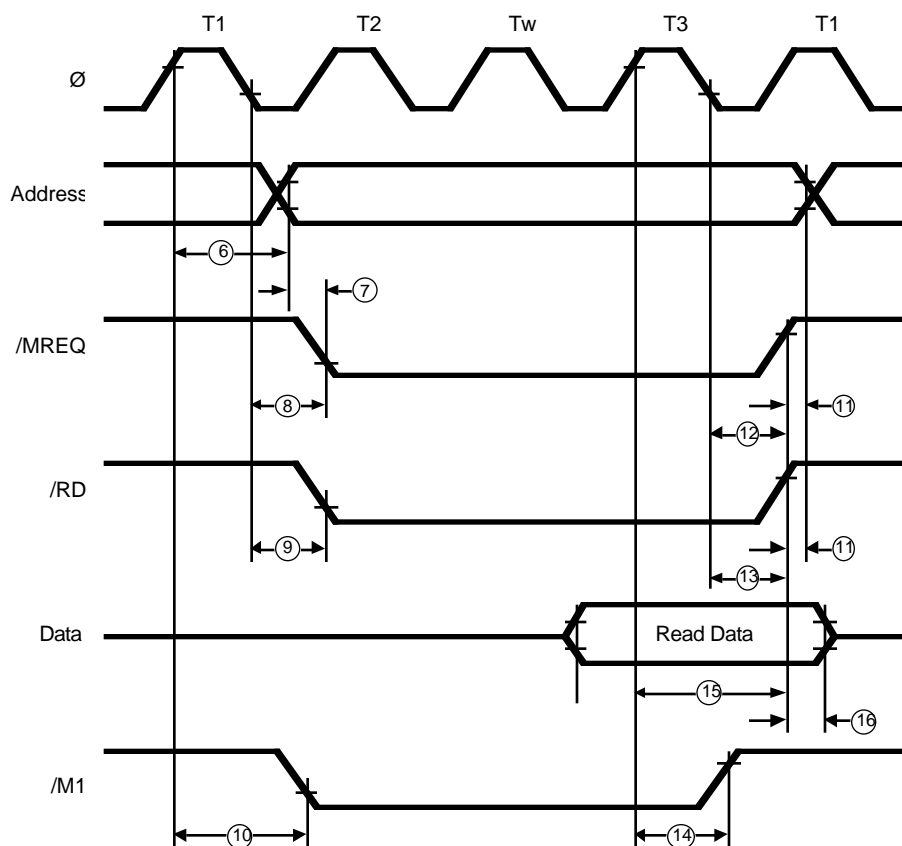 T1 T2 Tw T3 T1
Ø
Address
6
7
/MREQ
8 11
12
/RD
9 11
13
Data Read Data
15
16
/M1
10 14